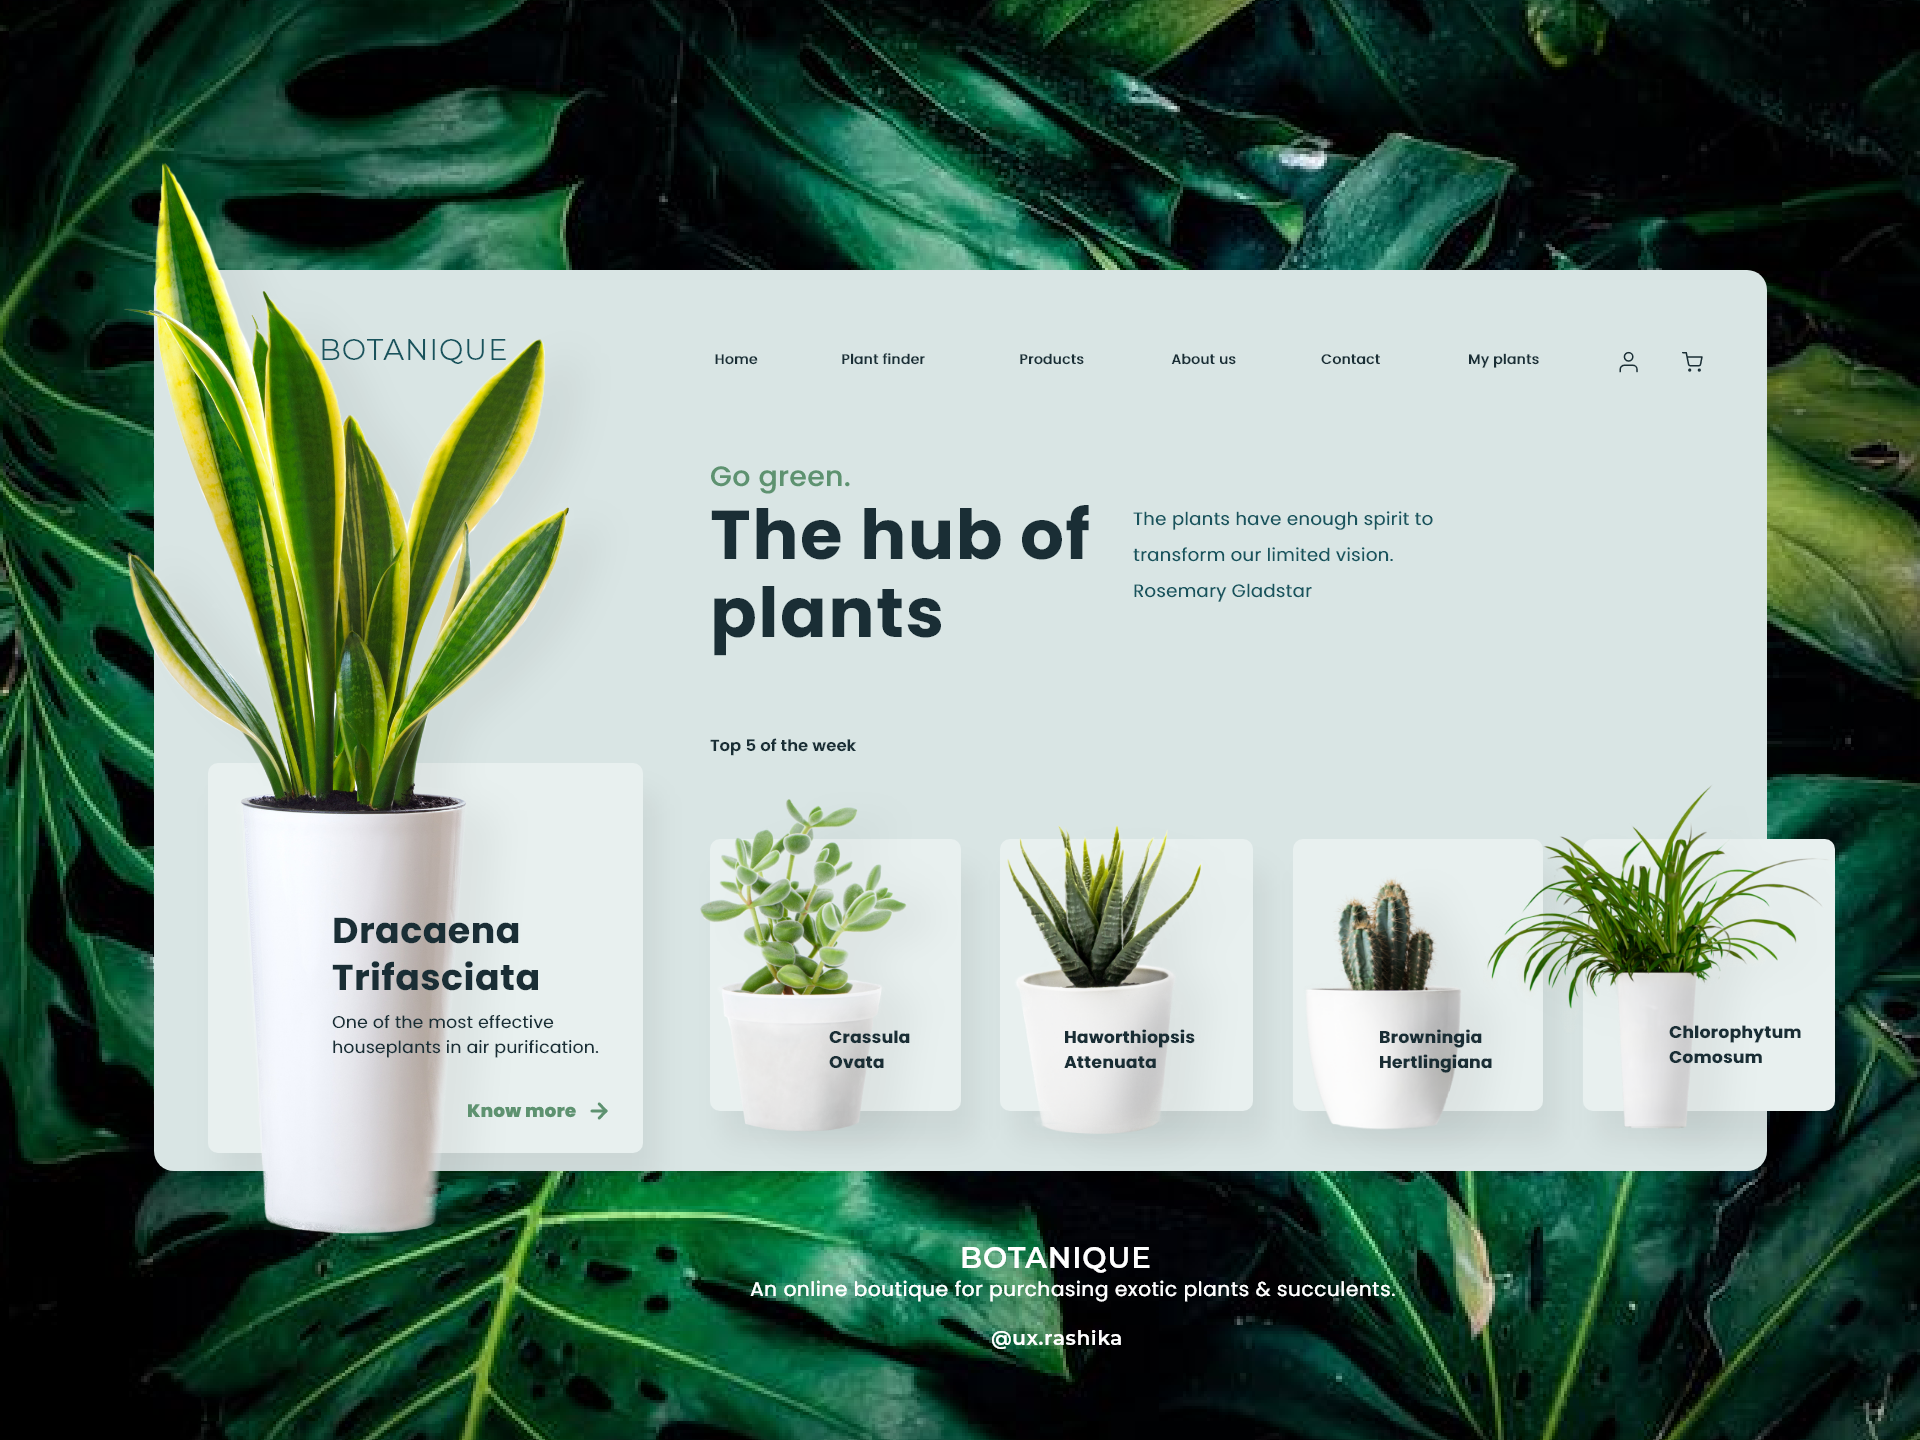 BOTANIQUE
Home
Plant finder
Products
About us
Contact
My plants
Go green.
The hub of
plants
The plants have enough spirit to
transform our limited vision.
Rosemary Gladstar
Top 5 of the week
Dracaena
Trifasciata
One of the most effective
houseplants in air purification.
Know more
Crassula
Ovata
Haworthiopsis
Attenuata
Browningia
Hertlingiana
Chlorophytum
Comosum
BOTANIQUE
An online boutique for purchasing exotic plants & succulents.
@ux.rashika